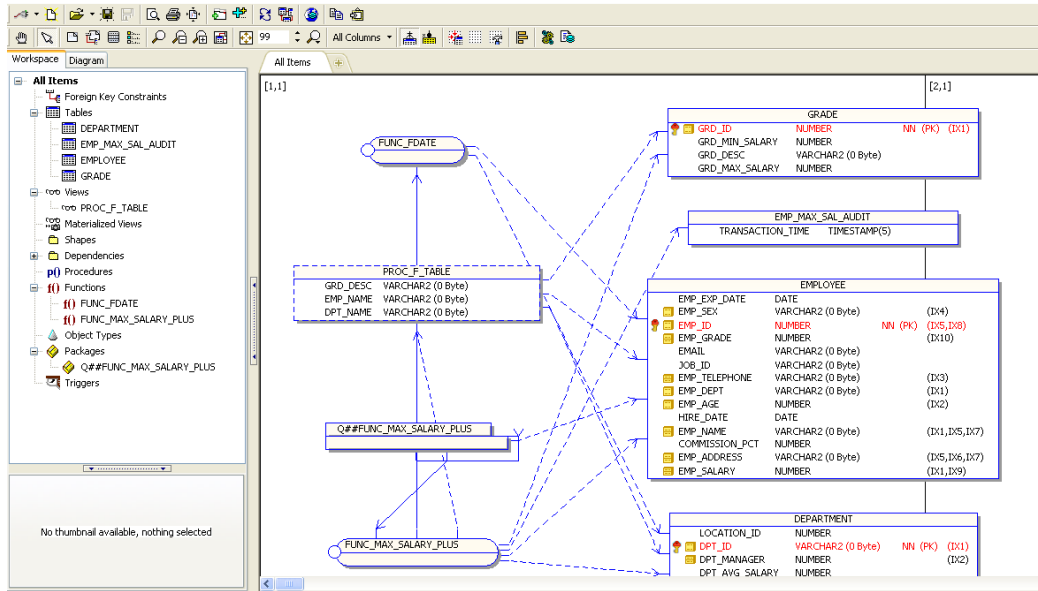 99
All Columns
Workspace
Diagram
All Items
Foreign Key Constraints
Tables
DEPARTMENT
EMP_MAX_SAL_AUDIT
EMPLOYEE
GRADE
Views
PROC_F_TABLE
Materialized Views
Shapes
Dependencies
p() Procedures
f() Functions
f() FUNC_FDATE
f() FUNC_MAX_SALARY_PLUS
Object Types
Packages
Q##FUNC_MAX_SALARY_PLUS
Triggers
No thumbnail available, nothing selected
All Items
[1,1]
[2,1]
FUNC_FDATE
GRADE
GRD_ID NUMBER NN (PK) (IX1)
GRD_MIN_SALARY NUMBER
GRD_DESC VARCHAR2 (0 Byte)
GRD_MAX_SALARY NUMBER
EMP_MAX_SAL_AUDIT
TRANSACTION_TIME TIMESTAMP(5)
PROC_F_TABLE
GRD_DESC VARCHAR2 (0 Byte)
EMP_NAME VARCHAR2 (0 Byte)
DPT_NAME VARCHAR2 (0 Byte)
EMPLOYEE
EMP_EXP_DATE DATE
EMP_SEX VARCHAR2 (0 Byte) (IX4)
EMP_ID NUMBER NN (PK) (IX5,IX8)
EMP_GRADE NUMBER (IX10)
EMAIL VARCHAR2 (0 Byte)
JOB_ID VARCHAR2 (0 Byte)
EMP_TELEPHONE VARCHAR2 (0 Byte) (IX3)
EMP_DEPT VARCHAR2 (0 Byte) (IX1)
EMP_AGE NUMBER (IX2)
HIRE_DATE DATE
EMP_NAME VARCHAR2 (0 Byte) (IX1,IX5,IX7)
COMMISSION_PCT NUMBER
EMP_ADDRESS VARCHAR2 (0 Byte) (IX5,IX6,IX7)
EMP_SALARY NUMBER (IX1,IX9)
Q##FUNC_MAX_SALARY_PLUS
FUNC_MAX_SALARY_PLUS
DEPARTMENT
LOCATION_ID NUMBER
DPT_ID VARCHAR2 (0 Byte) NN (PK) (IX1)
DPT_MANAGER NUMBER (IX2)
DPT_AVG_SALARY NUMBER